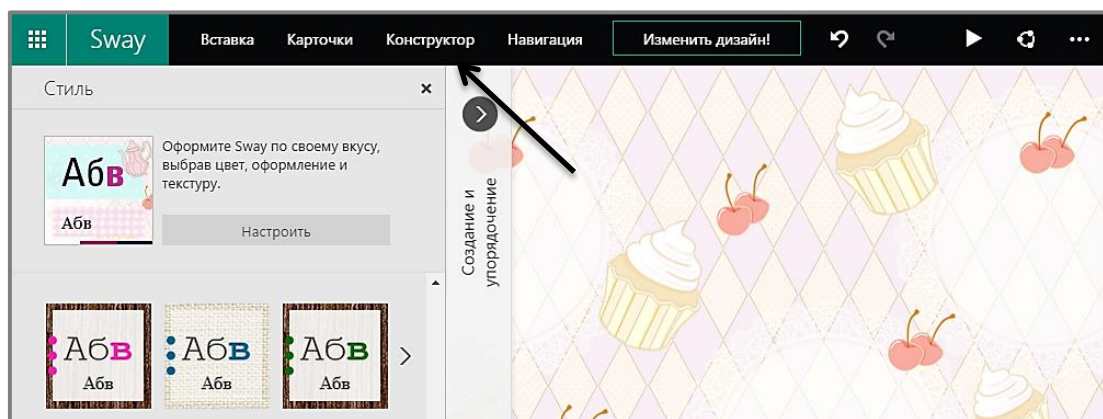 Sway Вставка Карточки Конструктор Навигация Изменить дизайн!
Стиль
Оформите Sway по своему вкусу,
выбрав цвет, оформление и
текстуру.
Абв
Абв
Настроить
Создание и
упорядочение
Абв Абв Абв
Абв Абв Абв